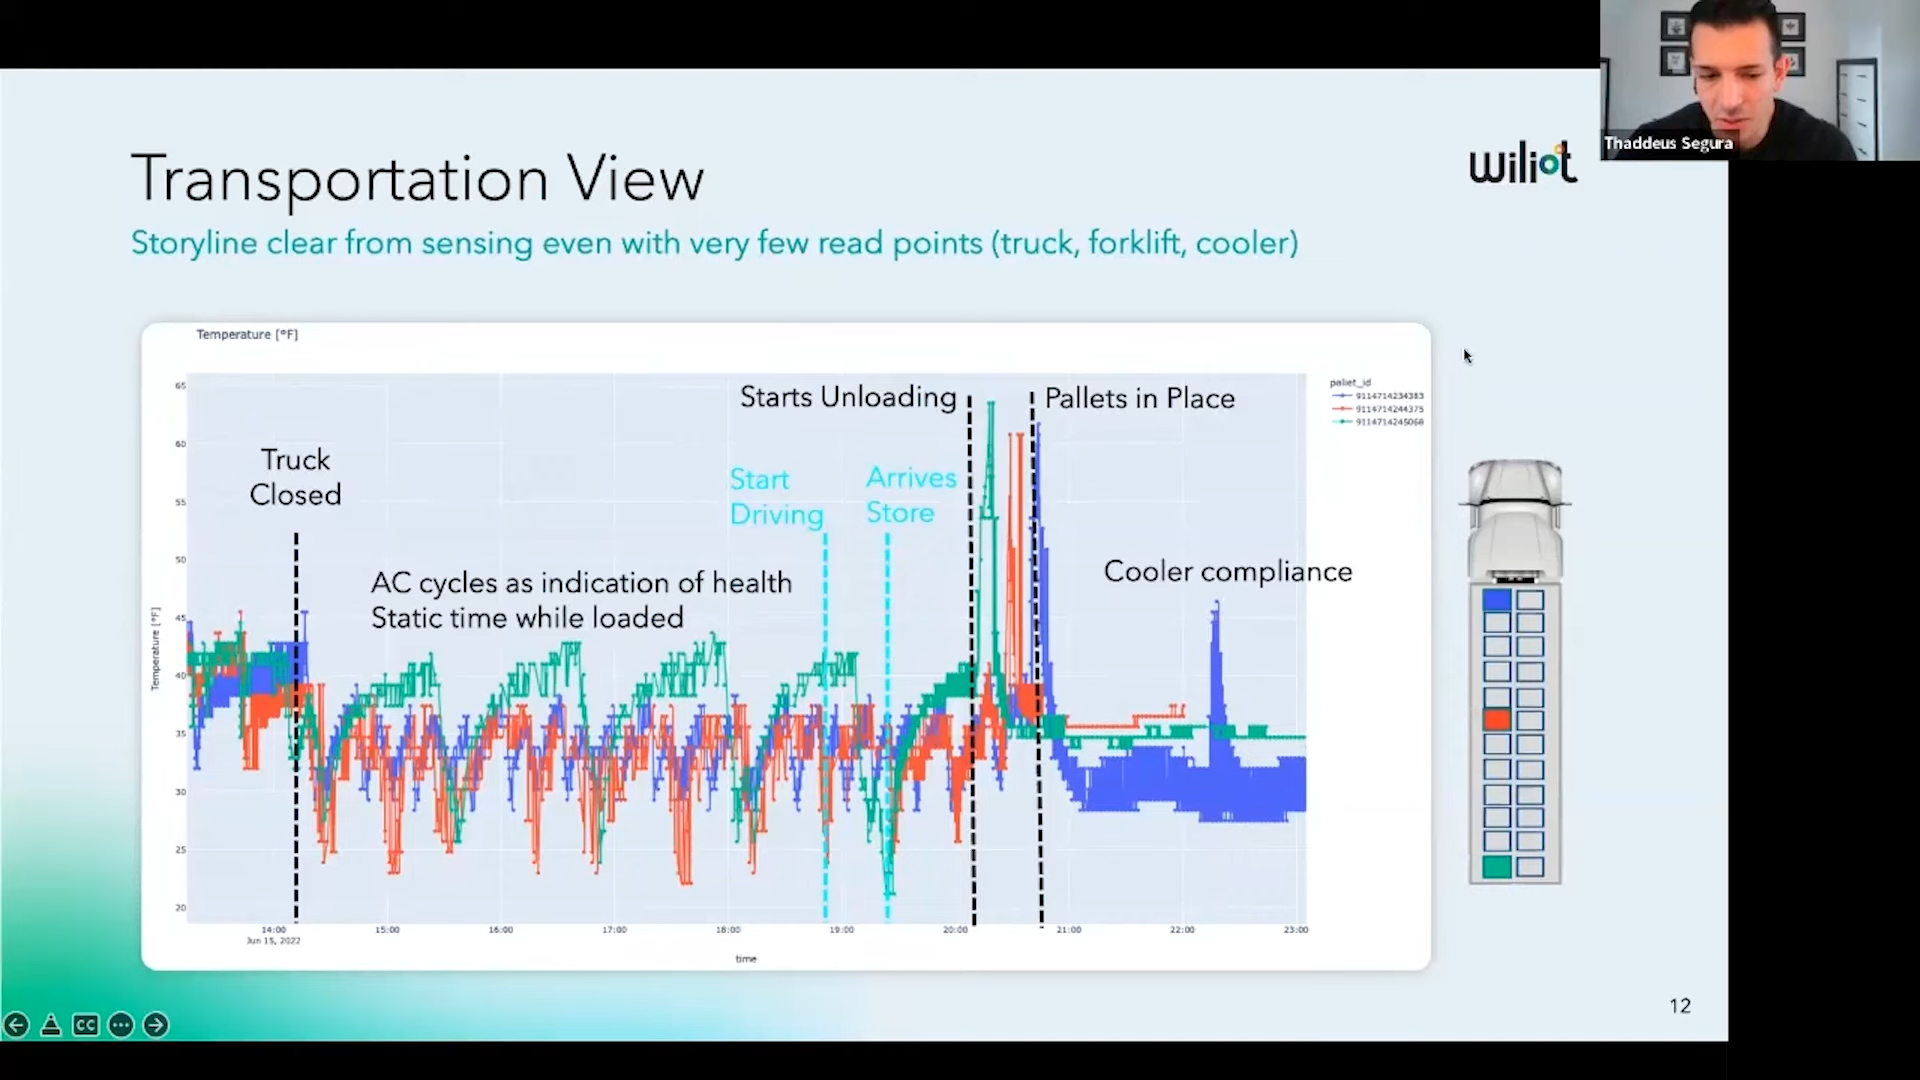 Thaddeus Segura
wiliot
Transportation View
Storyline clear from sensing even with very few read points (truck, forklift, cooler)
Temperature [°F]
pallet_id
9114714234383
9114714244375
9114714245068
Starts Unloading
Pallets in Place
Truck
Closed
Start
Driving
Arrives
Store
AC cycles as indication of health
Static time while loaded
Cooler compliance
Temperature [°F]
65
60
55
50
45
40
35
30
25
20
14:00
15:00
16:00
17:00
18:00
19:00
20:00
21:00
22:00
23:00
Jun 15, 2022
time
12
CC